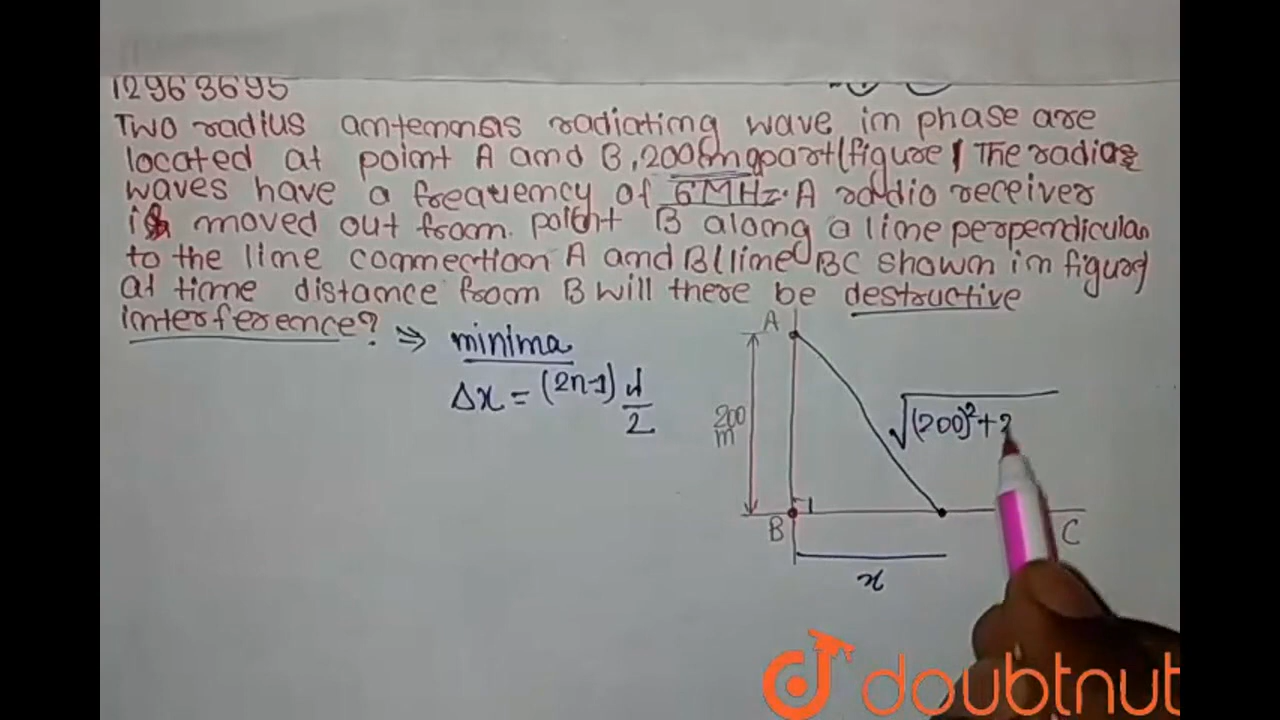 12963695
Two radius antennas radiating wave in phase are
located at point A and B, 200 m apart (figure) The radio
waves have a frequency of 6MHz. A radio receiver
is moved out from point B along a line perpendicular
to the line connection A and B (line BC shown in figure)
at time distance from B will there be destructive
interference? ⇒ minima
Δx = (2n-1) λ/2
A
200
m
√(200)²+
B
C
x
doubtnut